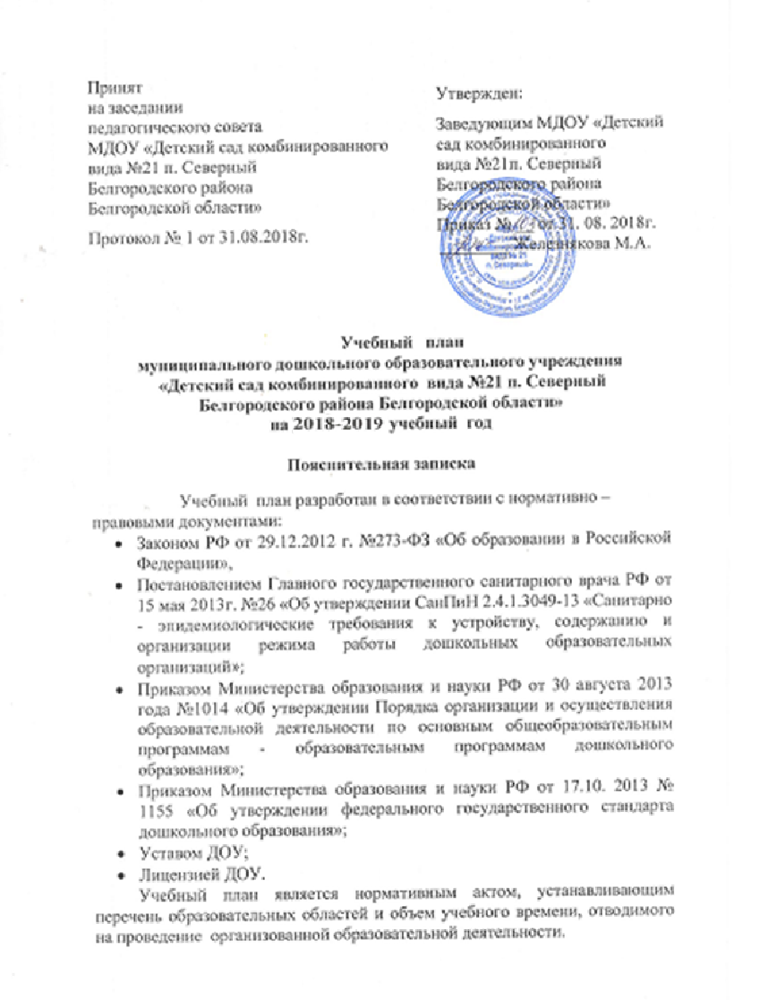 Принят
на заседании
педагогического совета
МДОУ «Детский сад комбинированного
вида №21 п. Северный
Белгородского района
Белгородской области»
Протокол № 1 от 31.08.2018г.
Утвержден:
Заведующим МДОУ «Детский
сад комбинированного
вида №21п. Северный
Белгородского района
Белгородской области»
Приказ № от 31. 08. 2018г.
Железнякова М.А.
вида № 21
п. Северный»
Учебный план
муниципального дошкольного образовательного учреждения
«Детский сад комбинированного вида №21 п. Северный
Белгородского района Белгородской области»
на 2018-2019 учебный год
Пояснительная записка
Учебный план разработан в соответствии с нормативно –
правовыми документами:
• Законом РФ от 29.12.2012 г. №273-ФЗ «Об образовании в Российской
Федерации»,
• Постановлением Главного государственного санитарного врача РФ от
15 мая 2013г. №26 «Об утверждении СанПиН 2.4.1.3049-13 «Санитарно
- эпидемиологические требования к устройству, содержанию и
организации режима работы дошкольных образовательных
организаций»;
• Приказом Министерства образования и науки РФ от 30 августа 2013
года №1014 «Об утверждении Порядка организации и осуществления
образовательной деятельности по основным общеобразовательным
программам - образовательным программам дошкольного
образования»;
• Приказом Министерства образования и науки РФ от 17.10. 2013 №
1155 «Об утверждении федерального государственного стандарта
дошкольного образования»;
• Уставом ДОУ;
• Лицензией ДОУ.
Учебный план является нормативным актом, устанавливающим
перечень образовательных областей и объем учебного времени, отводимого
на проведение организованной образовательной деятельности.